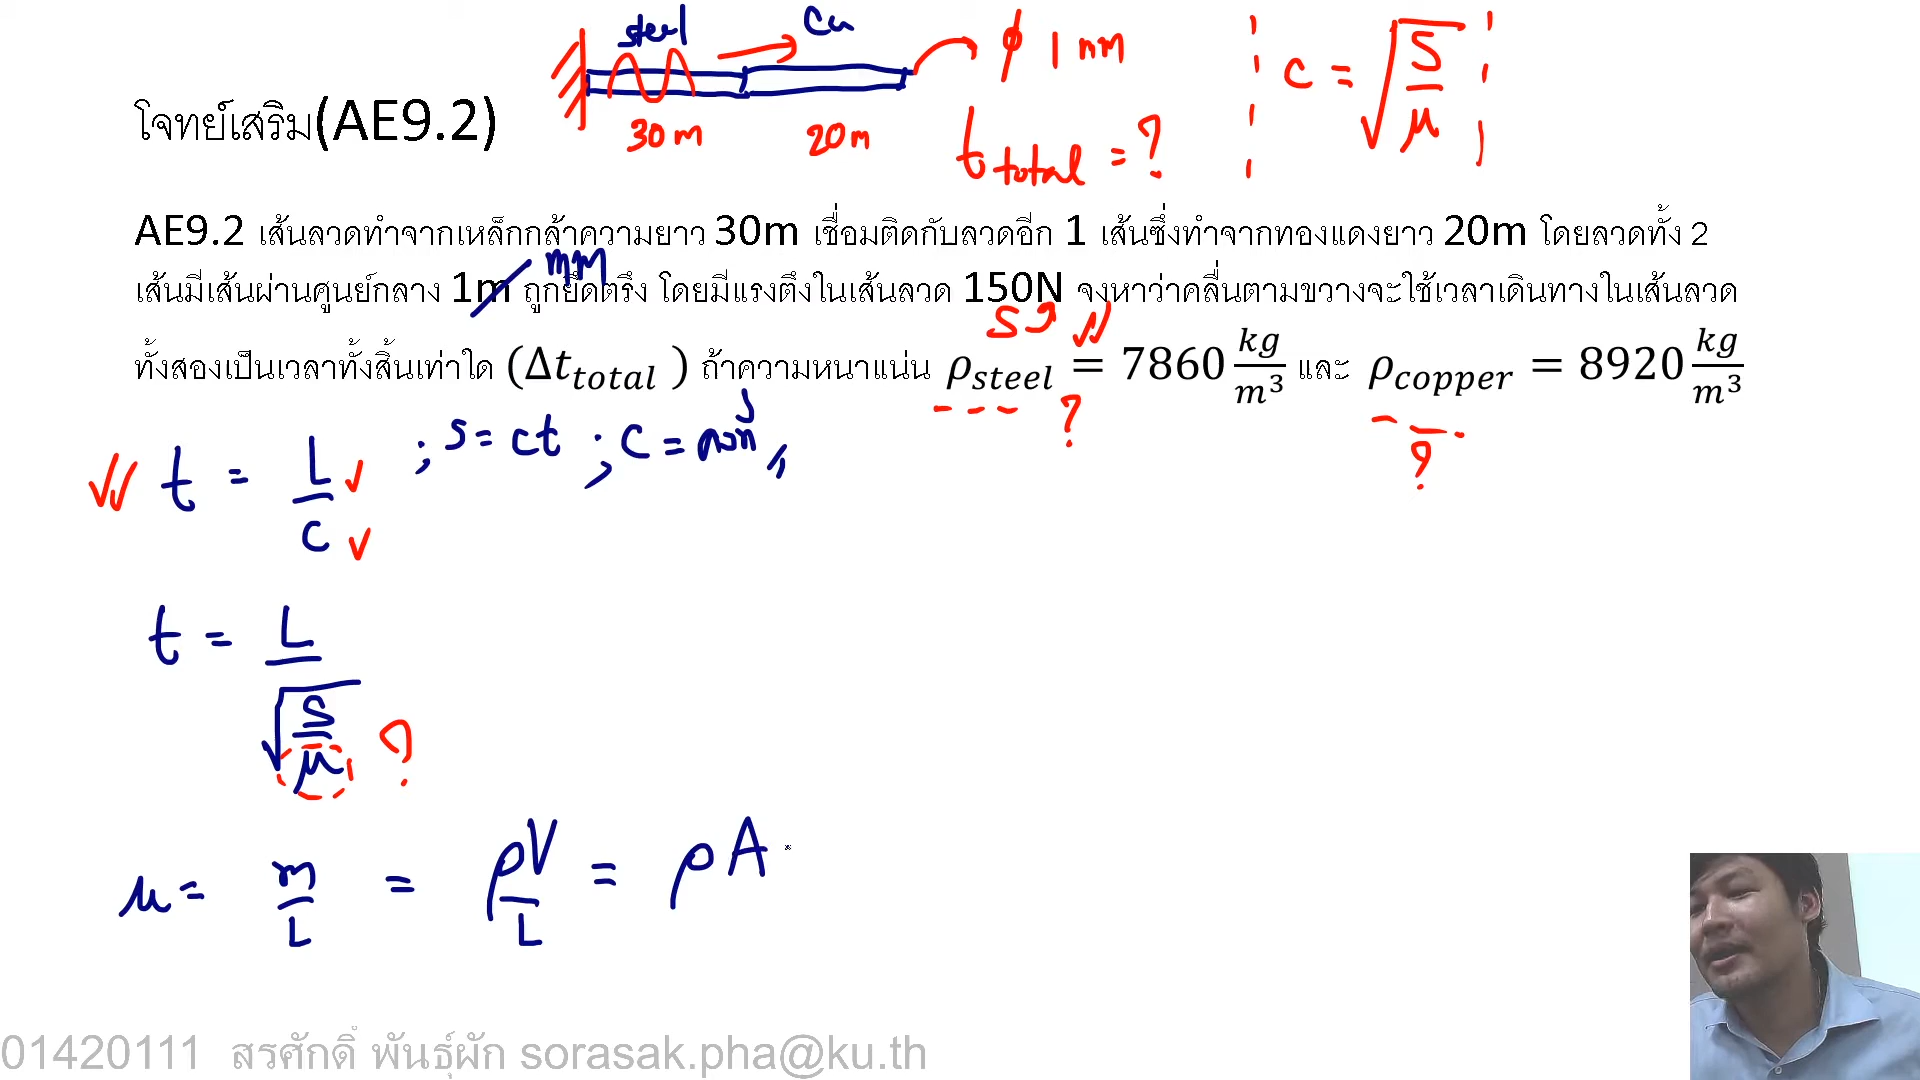 steel Cu
ϕ 1 mm
c = √(S/μ)
30 m 20 m
t total = ?
โจทย์เสริม(AE9.2)
AE9.2 เส้นลวดทำจากเหล็กกล้าความยาว 30m เชื่อมติดกับลวดอีก 1 เส้นซึ่งทำจากทองแดงยาว 20m โดยลวดทั้ง 2
mm
เส้นมีเส้นผ่านศูนย์กลาง 1m ถูกยึดตรึง โดยมีแรงตึงในเส้นลวด 150N จงหาว่าคลื่นตามขวางจะใช้เวลาเดินทางในเส้นลวด
S
ทั้งสองเป็นเวลาทั้งสิ้นเท่าใด (Δt_total ) ถ้าความหนาแน่น ρ_steel = 7860 kg/m³ และ ρ_copper = 8920 kg/m³
? ?
t = L/c ; s = ct ; c =
t = L/√(S/μ) ?
μ = m/L = ρV/L = ρA
01420111 สรศักดิ์ พันธุ์ผัก sorasak.pha@ku.th